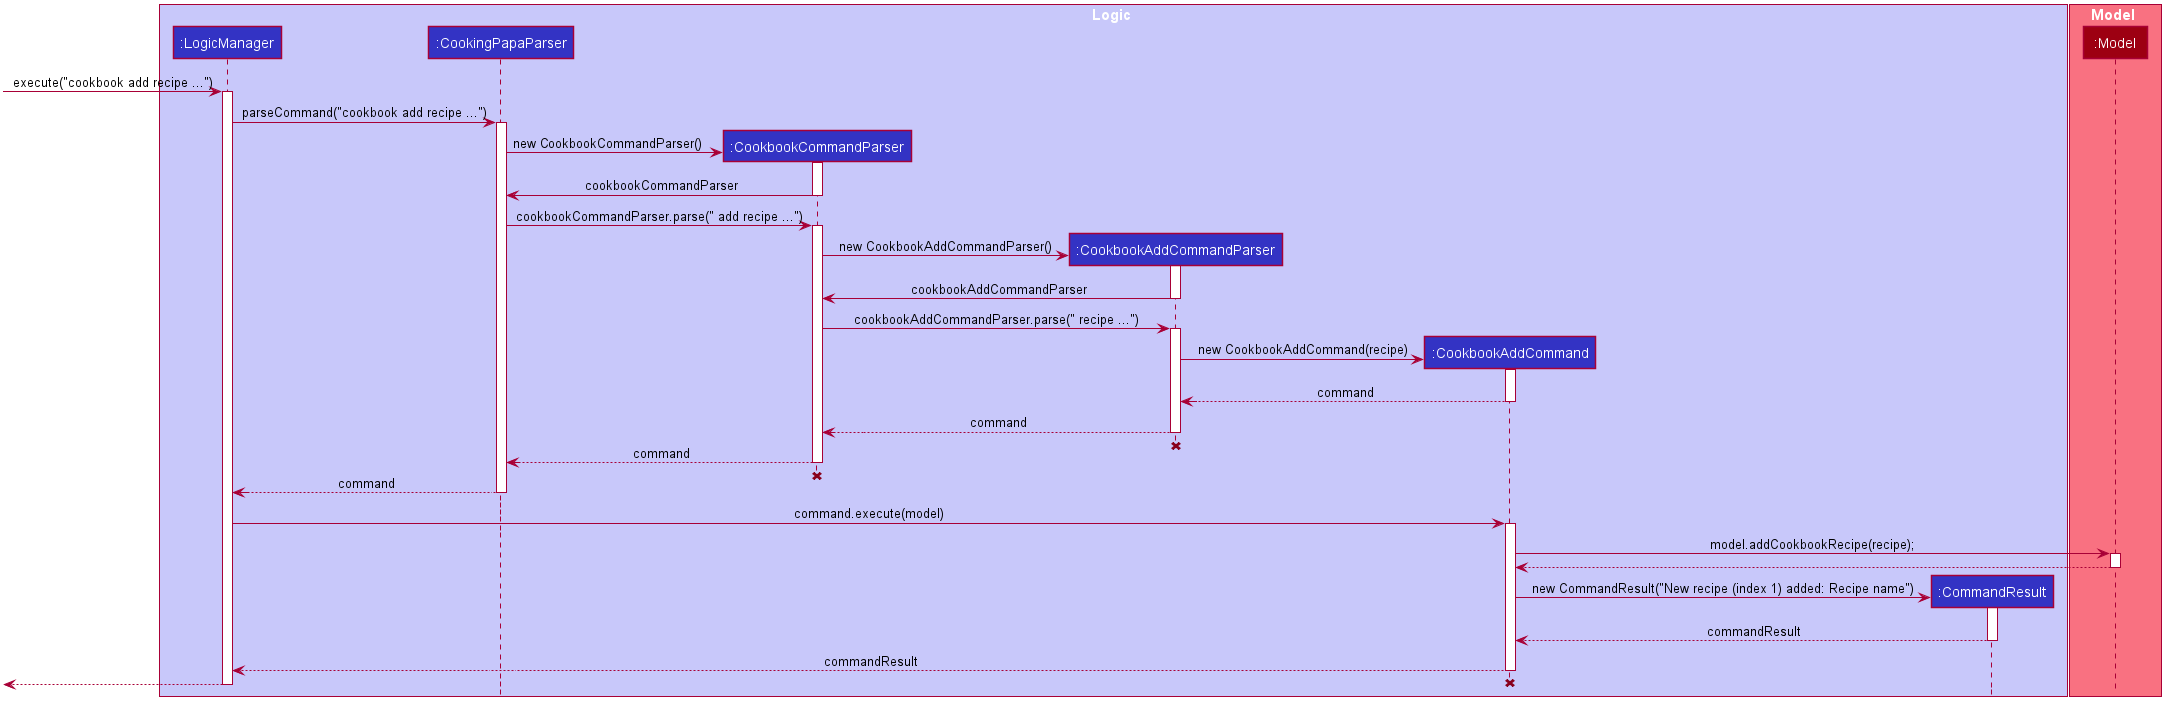 Logic
Model
:LogicManager
:CookingPapaParser
:Model
execute("cookbook add recipe ...")
parseCommand("cookbook add recipe ...")
new CookbookCommandParser()
:CookbookCommandParser
cookbookCommandParser
cookbookCommandParser.parse(" add recipe ...")
new CookbookAddCommandParser()
:CookbookAddCommandParser
cookbookAddCommandParser
cookbookAddCommandParser.parse(" recipe ...")
new CookbookAddCommand(recipe)
:CookbookAddCommand
command
command
command
command
command.execute(model)
model.addCookbookRecipe(recipe);
new CommandResult("New recipe (index 1) added: Recipe name")
:CommandResult
commandResult
commandResult